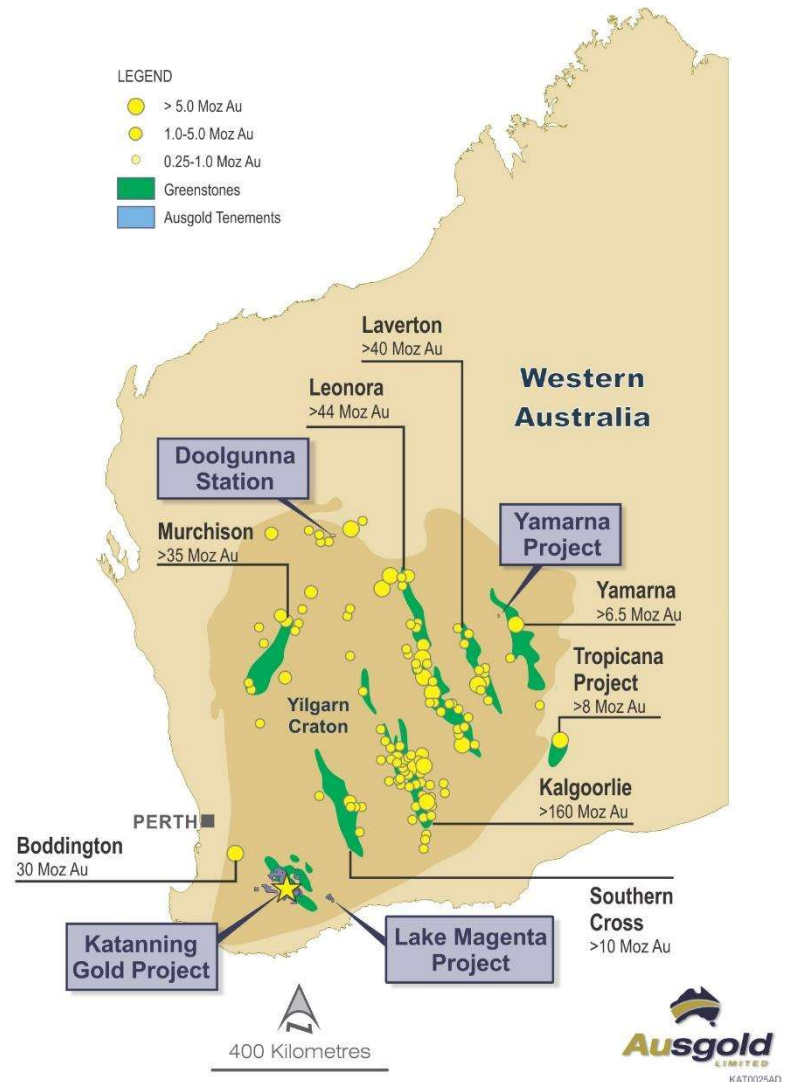 LEGEND
> 5.0 Moz Au
1.0-5.0 Moz Au
0.25-1.0 Moz Au
Greenstones
Ausgold Tenements
Laverton
>40 Moz Au
Western
Australia
Leonora
>44 Moz Au
Doolgunna
Station
Yamarna
Project
Murchison
>35 Moz Au
Yamarna
>6.5 Moz Au
Tropicana
Project
>8 Moz Au
Yilgarn
Craton
Kalgoorlie
>160 Moz Au
PERTH
Boddington
30 Moz Au
Southern
Cross
>10 Moz Au
Katanning
Gold Project
Lake Magenta
Project
N
400 Kilometres
Ausgold
LIMITED
KAT0025AD